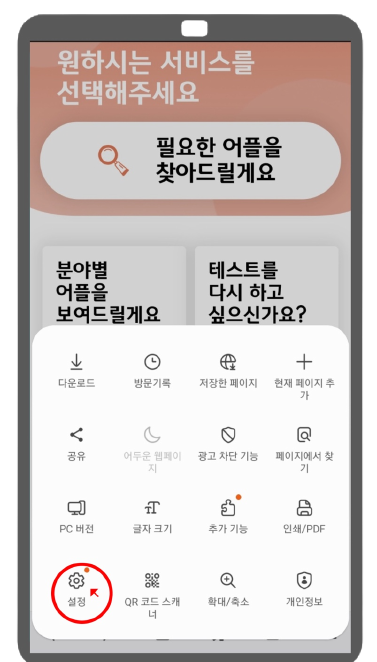 원하시는 서비스를
선택해주세요
필요한 어플을
찾아드릴게요
분야별
어플을
보여드릴게요
테스트를
다시 하고
싶으신가요?
다운로드
방문기록
저장한 페이지
현재 페이지 추
가
공유
어두운 웹페이
지
광고 차단 기능
페이지에서 찾
기
PC 버전
글자 크기
추가 기능
인쇄/PDF
설정
QR 코드 스캐
너
확대/축소
개인정보